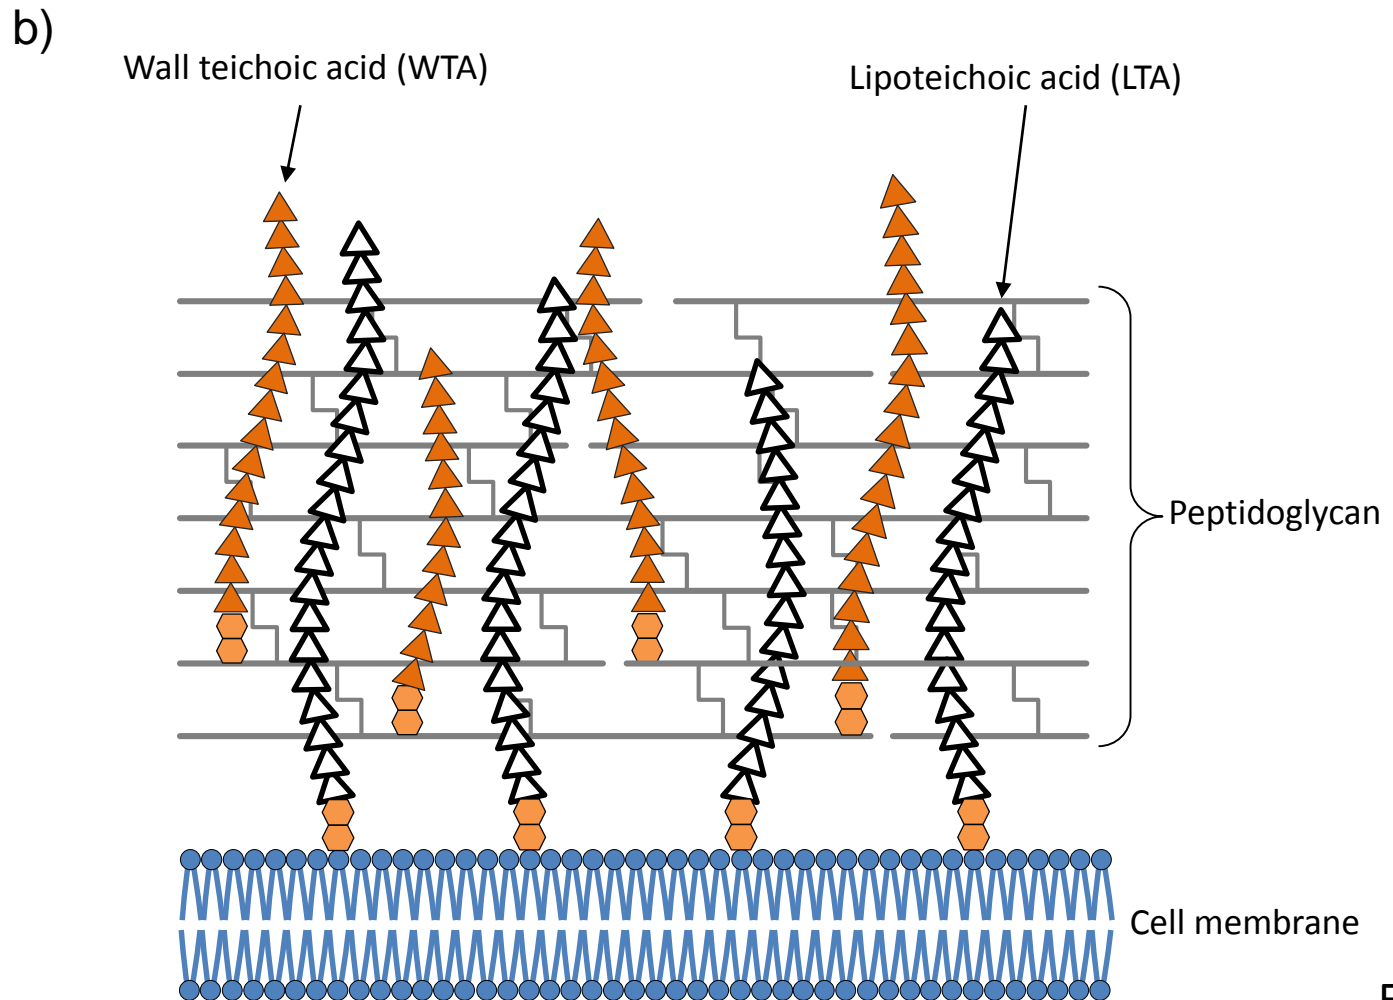 b)
Wall teichoic acid (WTA)
Lipoteichoic acid (LTA)
Peptidoglycan
Cell membrane